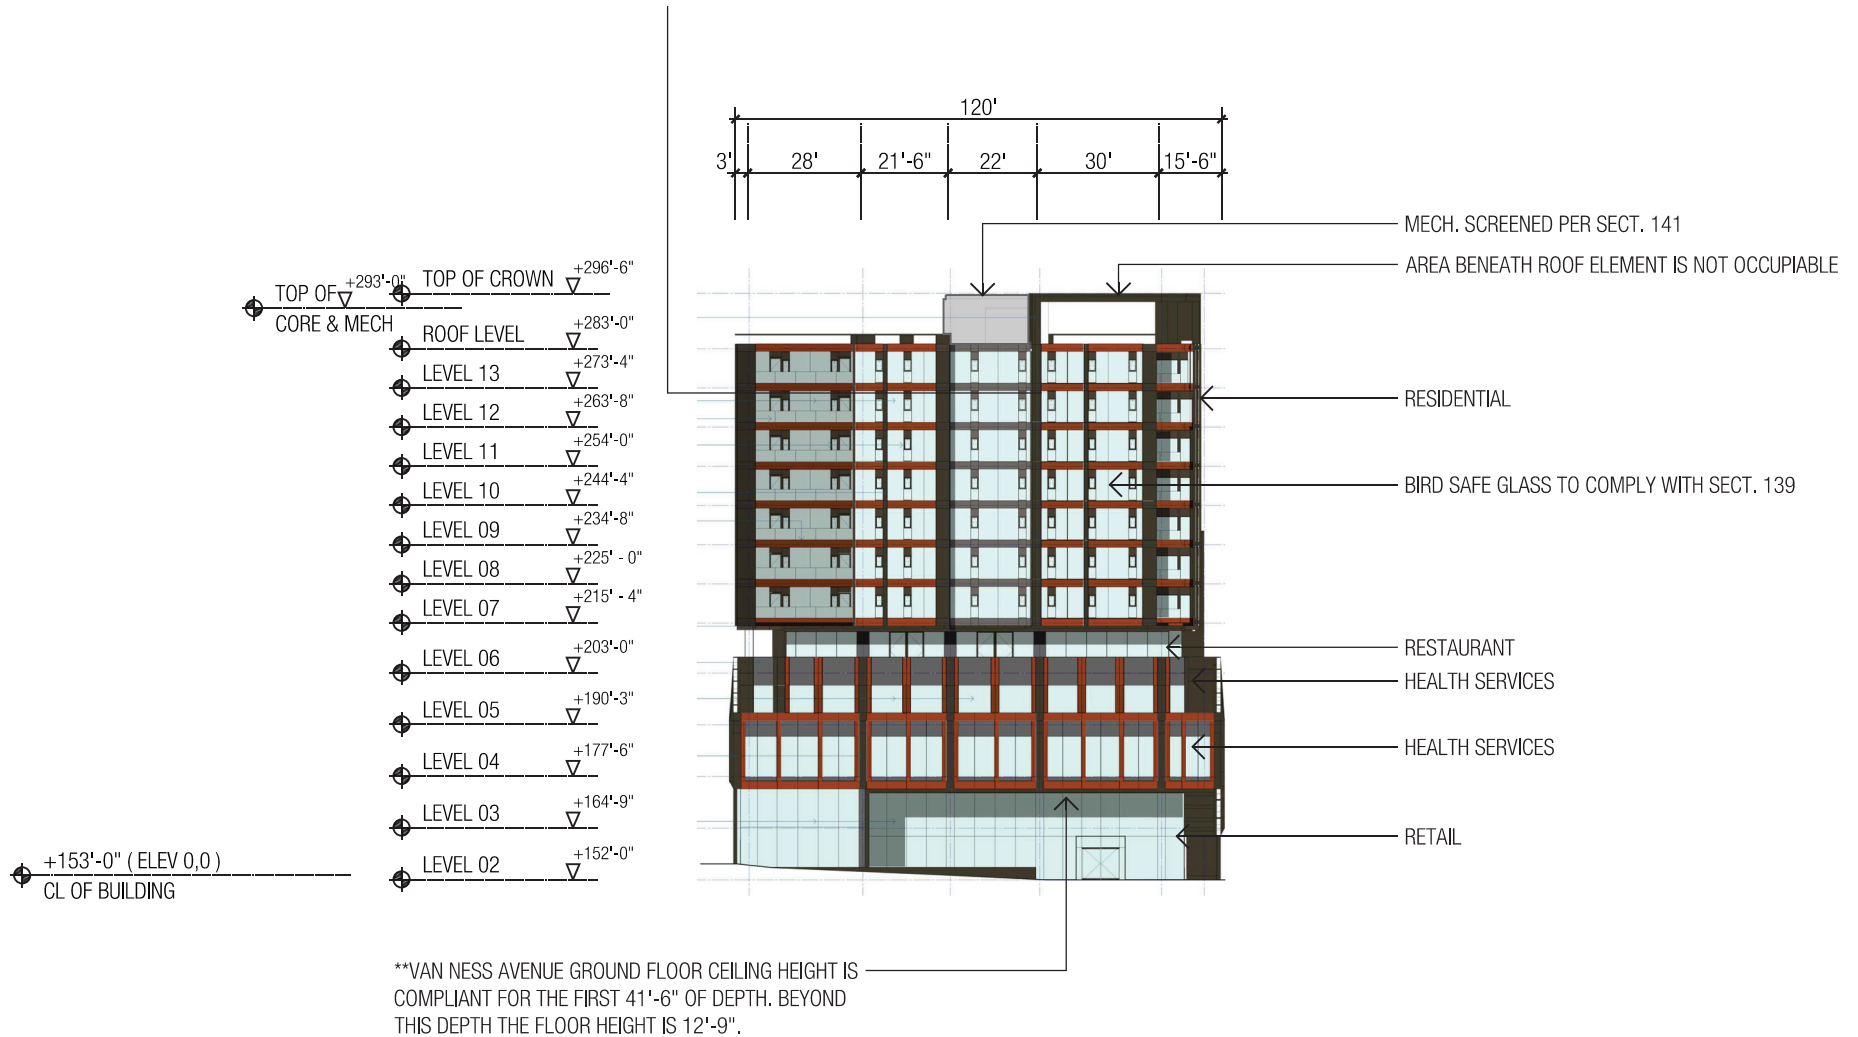 120'
3' 28' 21'-6" 22' 30' 15'-6"
MECH. SCREENED PER SECT. 141
AREA BENEATH ROOF ELEMENT IS NOT OCCUPIABLE
TOP OF CROWN +296'-6"
TOP OF +293'-0"
CORE & MECH
ROOF LEVEL +283'-0"
LEVEL 13 +273'-4"
LEVEL 12 +263'-8"
RESIDENTIAL
LEVEL 11 +254'-0"
LEVEL 10 +244'-4"
BIRD SAFE GLASS TO COMPLY WITH SECT. 139
LEVEL 09 +234'-8"
LEVEL 08 +225' - 0"
LEVEL 07 +215' - 4"
LEVEL 06 +203'-0"
RESTAURANT
HEALTH SERVICES
LEVEL 05 +190'-3"
HEALTH SERVICES
LEVEL 04 +177'-6"
LEVEL 03 +164'-9"
RETAIL
LEVEL 02 +152'-0"
+153'-0" ( ELEV 0,0 )
CL OF BUILDING
**VAN NESS AVENUE GROUND FLOOR CEILING HEIGHT IS
COMPLIANT FOR THE FIRST 41'-6" OF DEPTH. BEYOND
THIS DEPTH THE FLOOR HEIGHT IS 12'-9".